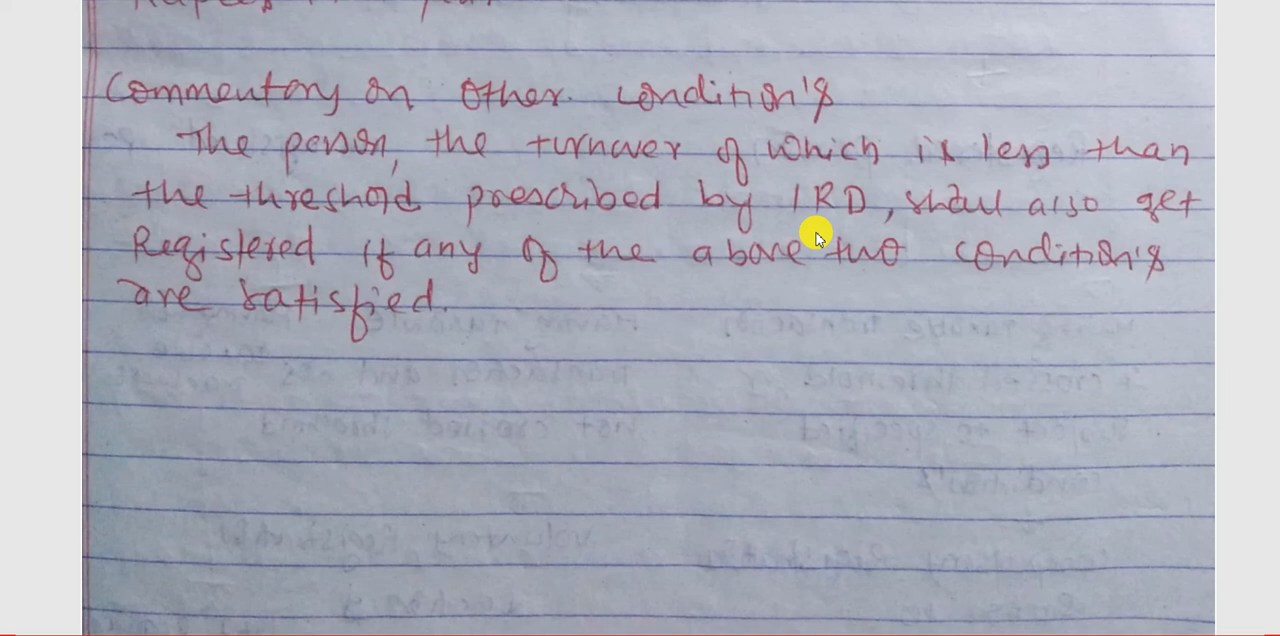 Commentary on other condition's
The person, the turnover of which is less than
the threshold prescribed by IRD, shall also get
Registered if any of the above two condition's
are satisfied.